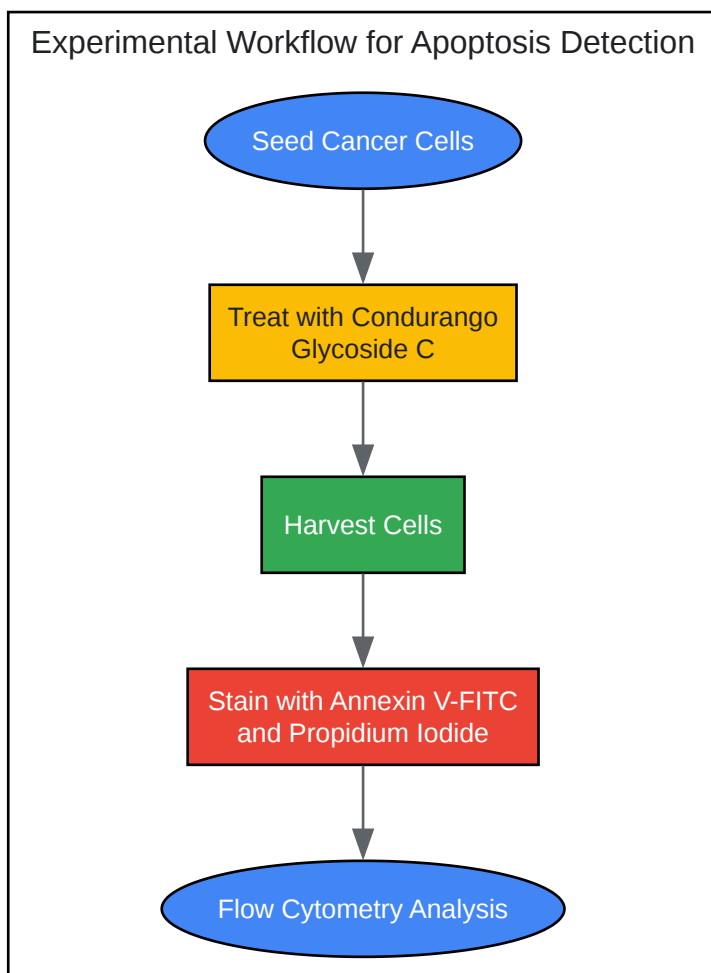 Experimental Workflow for Apoptosis Detection
Seed Cancer Cells
Treat with Condurango
Glycoside C
Harvest Cells
Stain with Annexin V-FITC
and Propidium Iodide
Flow Cytometry Analysis